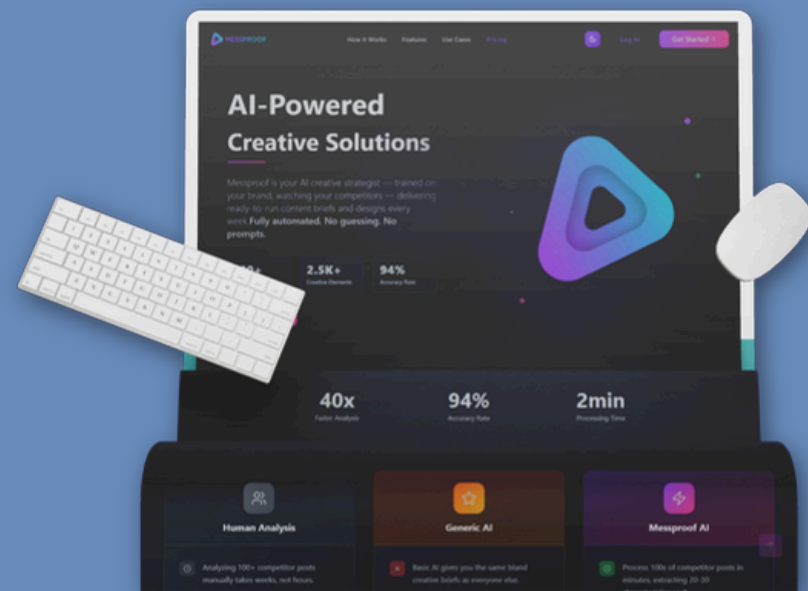 MESSPROOF
How It Works Features Use Cases Pricing Log In Get Started
AI-Powered
Creative Solutions
Messproof is your AI creative strategist — trained on
your brand, watching your competitors — delivering
ready-to-run content briefs and designs every
week. Fully automated. No guessing. No
prompts.
2.5K+ 94%
Creative Elements Accuracy Rate
40x 94% 2min
Faster Analysis Accuracy Rate Processing Time
Human Analysis Generic AI Messproof AI
Analyzing 100+ competitor posts
manually takes weeks, not hours.
Basic AI gives you the same bland
creative briefs as everyone else.
Process 100s of competitor posts in
minutes, extracting 20-30